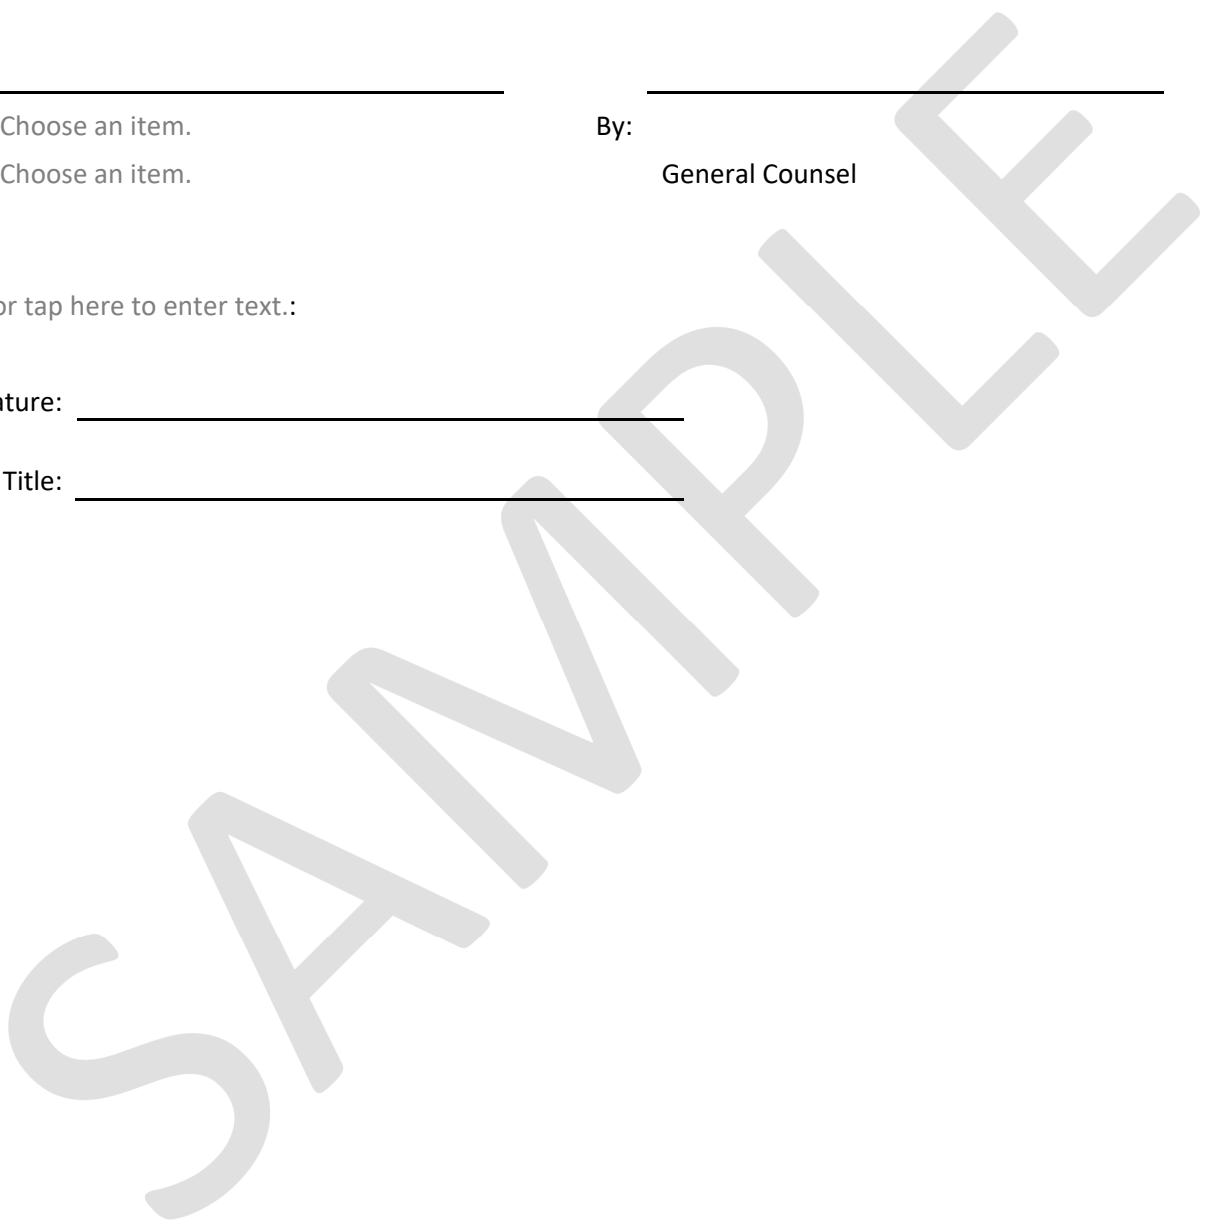 Choose an item. By:
Choose an item. General Counsel
or tap here to enter text.:
ature:
Title:
SAMPLE